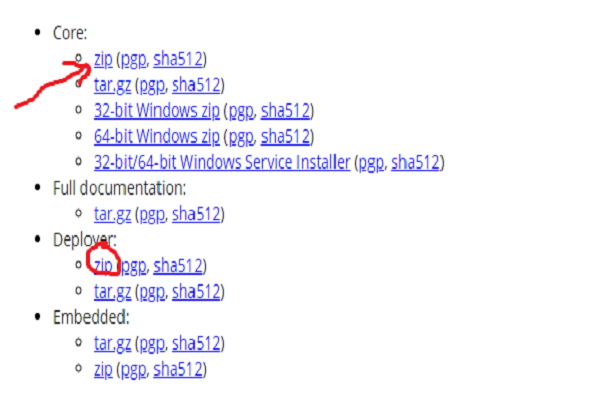 Core:
zip (pgp, sha512)
tar.gz (pgp, sha512)
32-bit Windows zip (pgp, sha512)
64-bit Windows zip (pgp, sha512)
32-bit/64-bit Windows Service Installer (pgp, sha512)
Full documentation:
tar.gz (pgp, sha512)
Deployer:
zip (pgp, sha512)
tar.gz (pgp, sha512)
Embedded:
tar.gz (pgp, sha512)
zip (pgp, sha512)